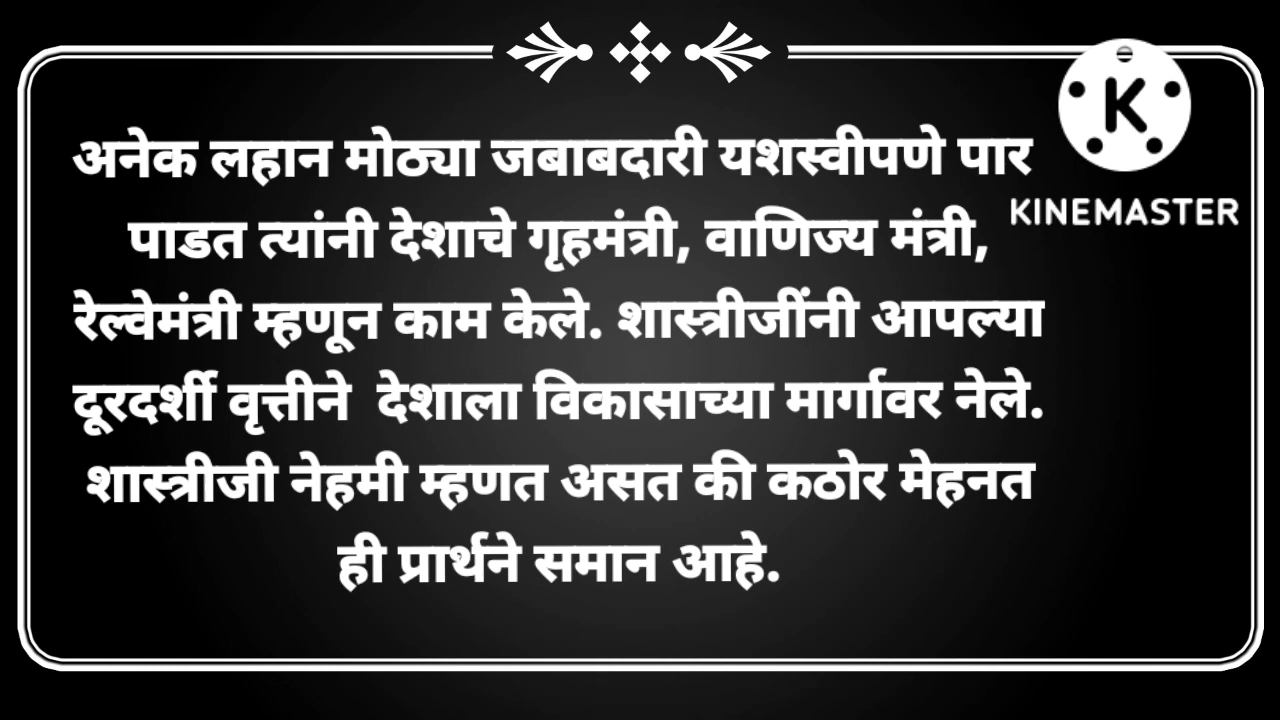 अनेक लहान मोठ्या जबाबदारी यशस्वीपणे पार
पाडत त्यांनी देशाचे गृहमंत्री, वाणिज्य मंत्री,
रेल्वेमंत्री म्हणून काम केले. शास्त्रीजींनी आपल्या
दूरदर्शी वृत्तीने  देशाला विकासाच्या मार्गावर नेले.
शास्त्रीजी नेहमी म्हणत असत की कठोर मेहनत
ही प्रार्थने समान आहे.
K
KINEMASTER